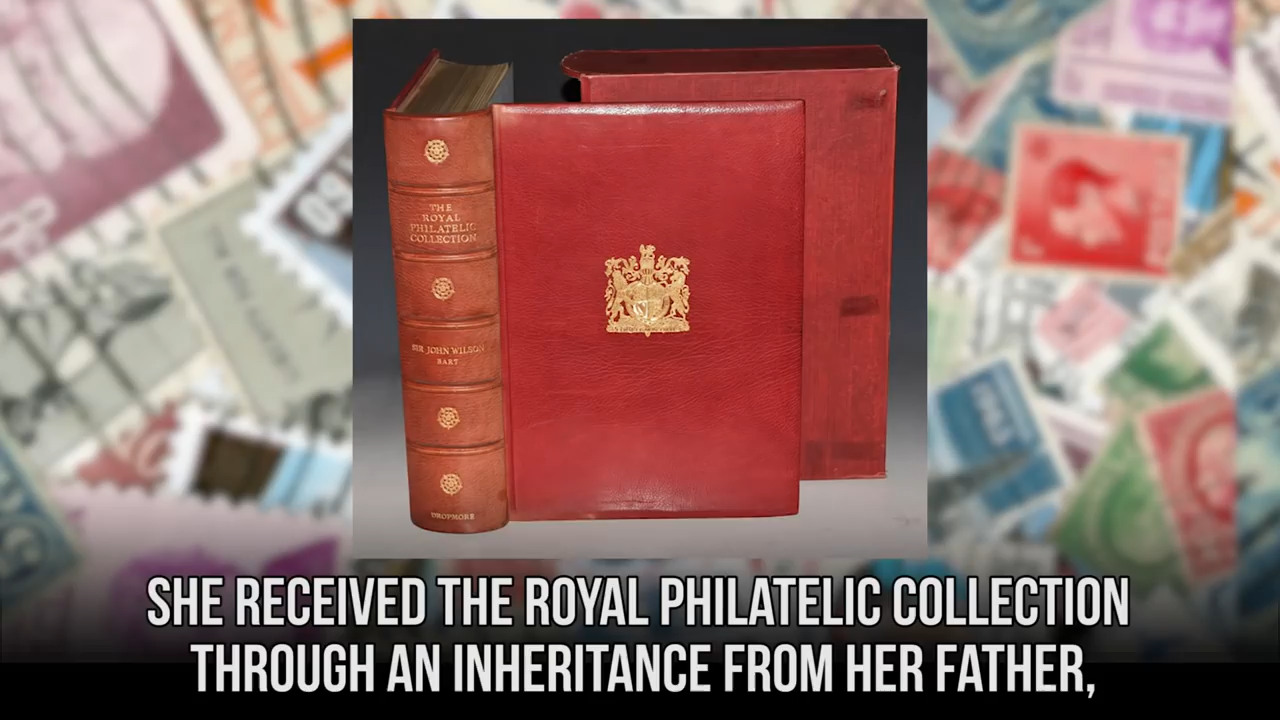 THE
ROYAL
PHILATELIC
COLLECTION
SIR JOHN WILSON
BART
DROPMORE
SHE RECEIVED THE ROYAL PHILATELIC COLLECTION
THROUGH AN INHERITANCE FROM HER FATHER,